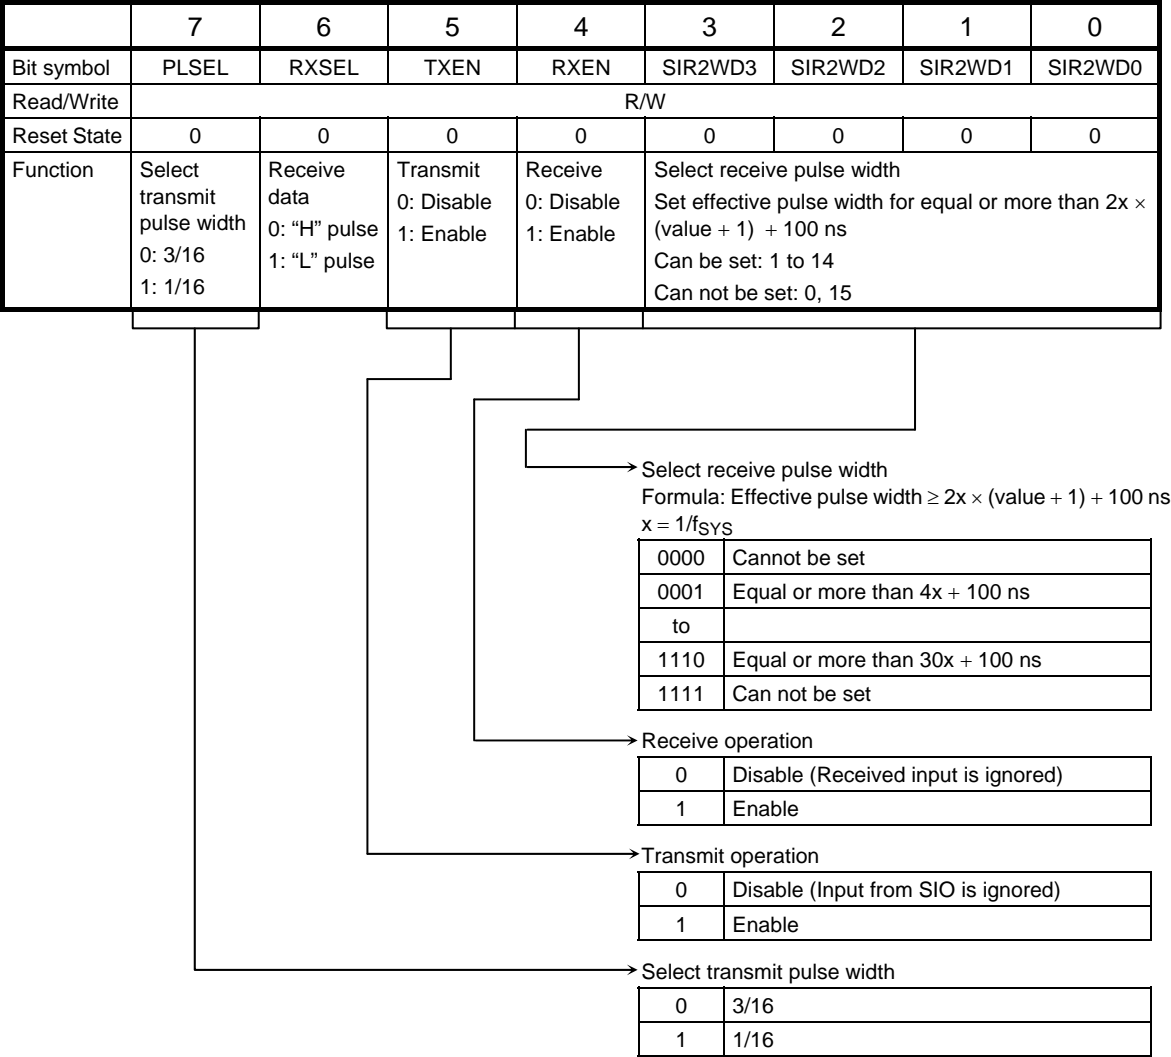 7 6 5 4 3 2 1 0
Bit symbol PLSEL RXSEL TXEN RXEN SIR2WD3 SIR2WD2 SIR2WD1 SIR2WD0
Read/Write R/W
Reset State 0 0 0 0 0 0 0 0
Function
Select
transmit
pulse width
0: 3/16
1: 1/16
Receive
data
0: “H” pulse
1: “L” pulse
Transmit
0: Disable
1: Enable
Receive
0: Disable
1: Enable
Select receive pulse width
Set effective pulse width for equal or more than 2x ×
(value + 1) + 100 ns
Can be set: 1 to 14
Can not be set: 0, 15
Select receive pulse width
Formula: Effective pulse width ≥ 2x × (value + 1) + 100 ns
x = 1/fSYS
0000 Cannot be set
0001 Equal or more than 4x + 100 ns
to
1110 Equal or more than 30x + 100 ns
1111 Can not be set
Receive operation
0 Disable (Received input is ignored)
1 Enable
Transmit operation
0 Disable (Input from SIO is ignored)
1 Enable
Select transmit pulse width
0 3/16
1 1/16